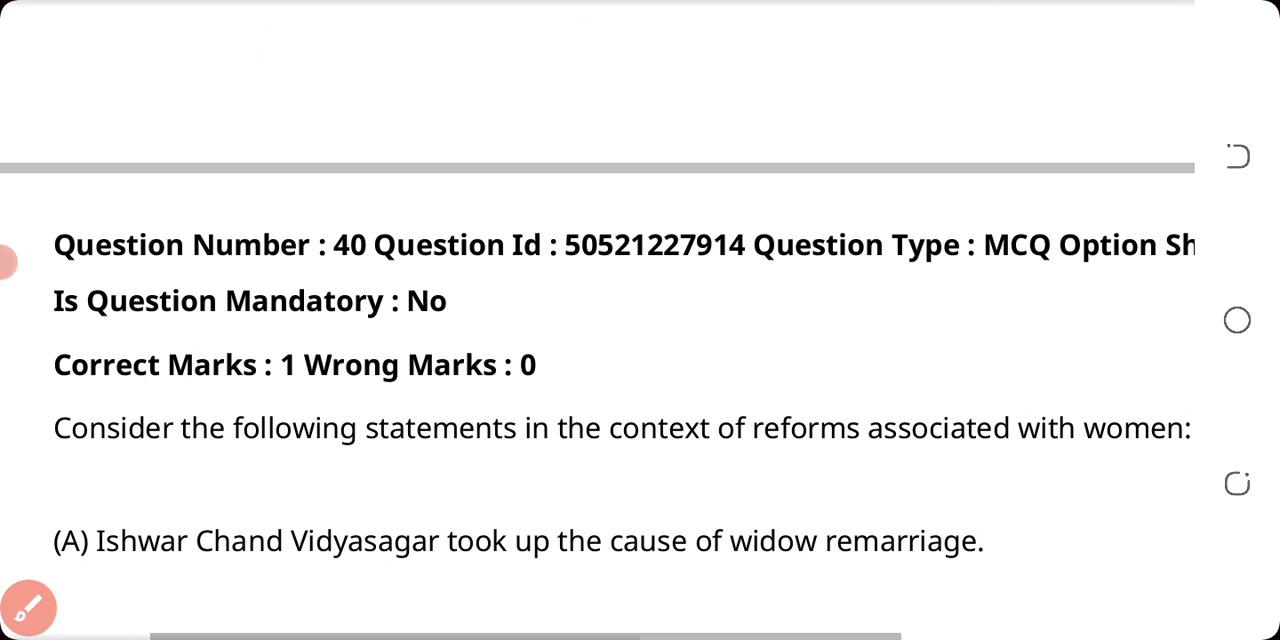 Question Number : 40 Question Id : 50521227914 Question Type : MCQ Option Sh
Is Question Mandatory : No
Correct Marks : 1 Wrong Marks : 0
Consider the following statements in the context of reforms associated with women:
(A) Ishwar Chand Vidyasagar took up the cause of widow remarriage.